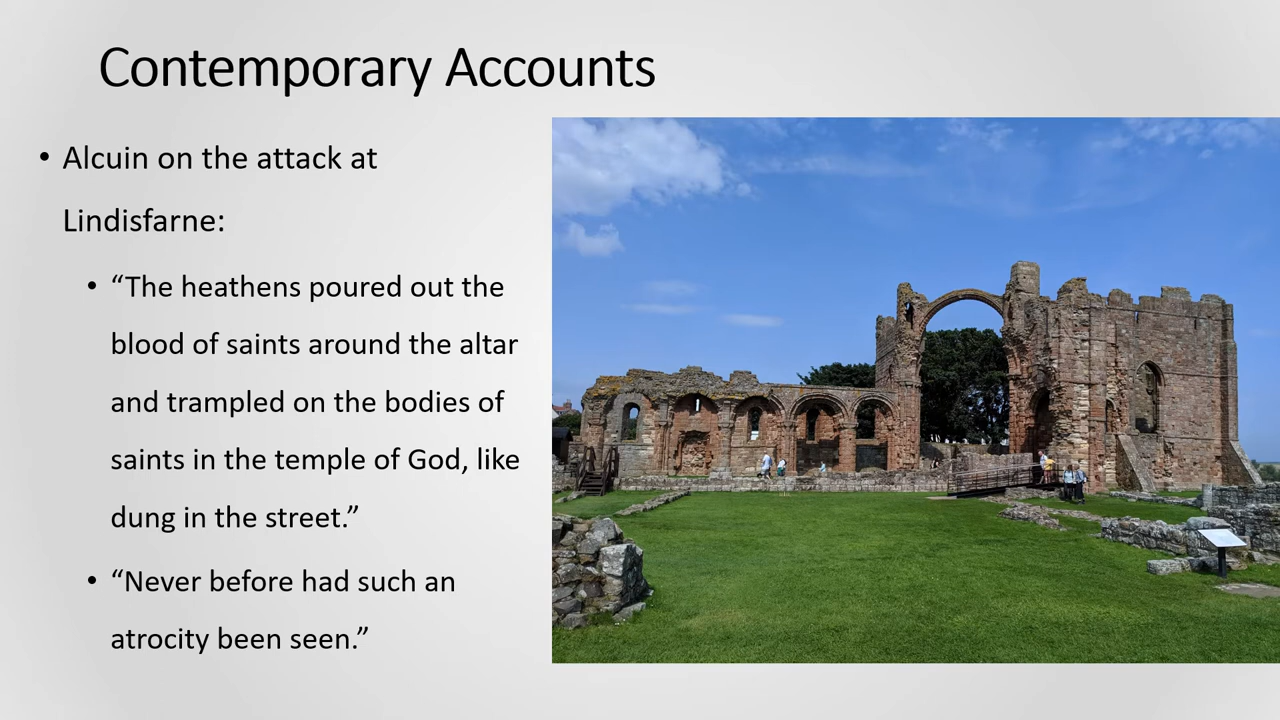 Contemporary Accounts
• Alcuin on the attack at
Lindisfarne:
• “The heathens poured out the
blood of saints around the altar
and trampled on the bodies of
saints in the temple of God, like
dung in the street.”
• “Never before had such an
atrocity been seen.”